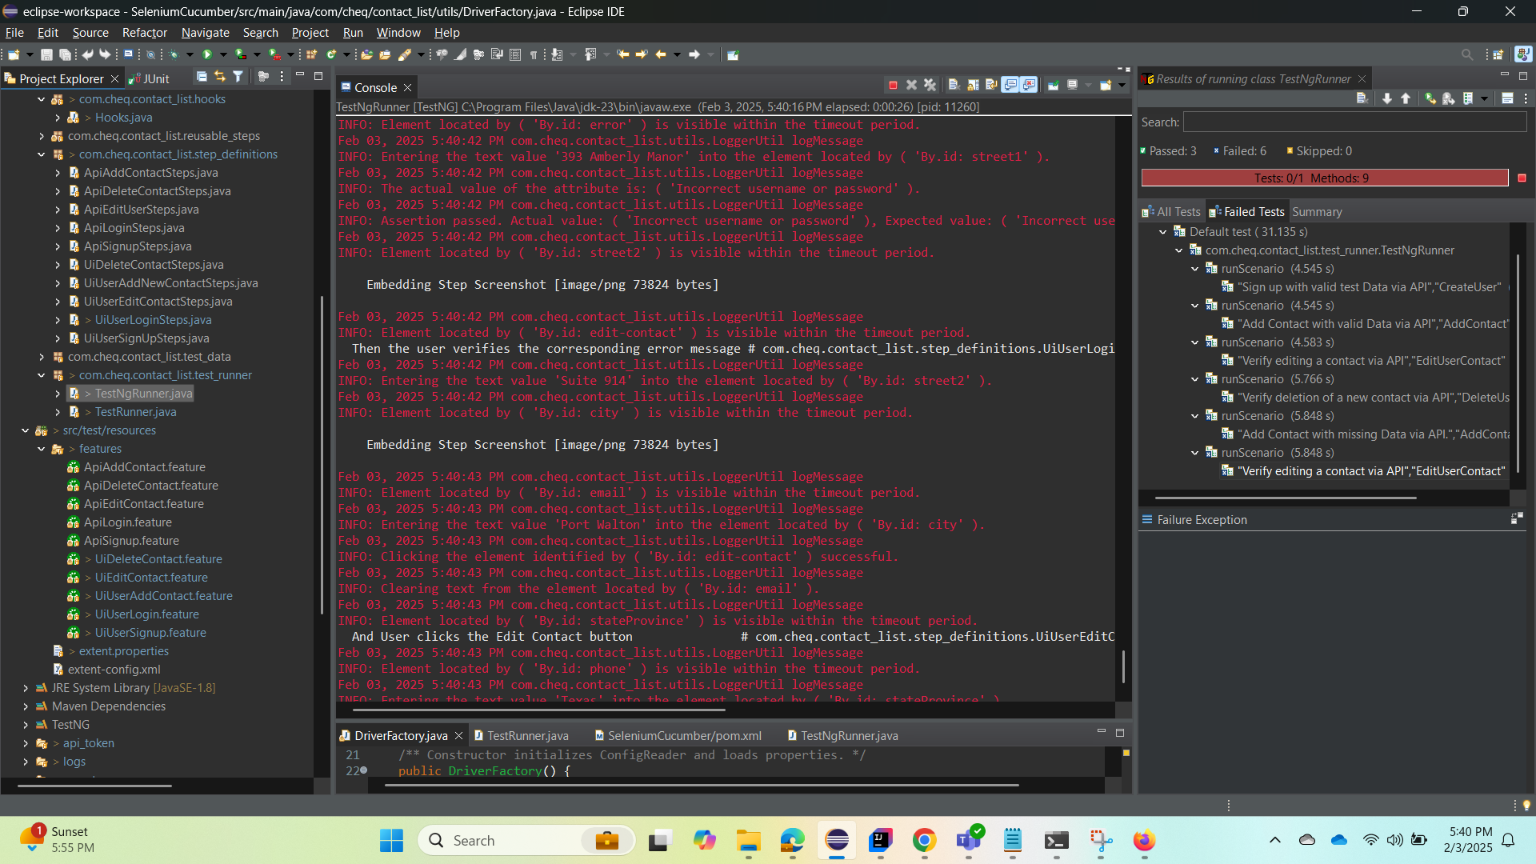 eclipse-workspace - SeleniumCucumber/src/main/java/com/cheq/contact_list/utils/DriverFactory.java - Eclipse IDE
File Edit Source Refactor Navigate Search Project Run Window Help
Project Explorer
JUnit
> com.cheq.contact_list.hooks
> Hooks.java
com.cheq.contact_list.reusable_steps
> com.cheq.contact_list.step_definitions
ApiAddContactSteps.java
ApiDeleteContactSteps.java
ApiEditUserSteps.java
ApiLoginSteps.java
ApiSignupSteps.java
UiDeleteContactSteps.java
UiUserAddNewContactSteps.java
UiUserEditContactSteps.java
> UiUserLoginSteps.java
UiUserSignUpSteps.java
com.cheq.contact_list.test_data
> com.cheq.contact_list.test_runner
> TestNgRunner.java
> TestRunner.java
> src/test/resources
> features
ApiAddContact.feature
ApiDeleteContact.feature
ApiEditContact.feature
ApiLogin.feature
ApiSignup.feature
> UiDeleteContact.feature
> UiEditContact.feature
> UiUserAddContact.feature
> UiUserLogin.feature
> UiUserSignup.feature
> extent.properties
extent-config.xml
JRE System Library [JavaSE-1.8]
Maven Dependencies
TestNG
> api_token
> logs
Console
TestNgRunner [TestNG] C:\Program Files\Java\jdk-23\bin\javaw.exe (Feb 3, 2025, 5:40:16 PM elapsed: 0:00:26) [pid: 11260]
INFO: Element located by ( 'By.id: error' ) is visible within the timeout period.
Feb 03, 2025 5:40:42 PM com.cheq.contact_list.utils.LoggerUtil logMessage
INFO: Entering the text value '393 Amberly Manor' into the element located by ( 'By.id: street1' ).
Feb 03, 2025 5:40:42 PM com.cheq.contact_list.utils.LoggerUtil logMessage
INFO: The actual value of the attribute is: ( 'Incorrect username or password' ).
Feb 03, 2025 5:40:42 PM com.cheq.contact_list.utils.LoggerUtil logMessage
INFO: Assertion passed. Actual value: ( 'Incorrect username or password' ), Expected value: ( 'Incorrect use
Feb 03, 2025 5:40:42 PM com.cheq.contact_list.utils.LoggerUtil logMessage
INFO: Element located by ( 'By.id: street2' ) is visible within the timeout period.
Embedding Step Screenshot [image/png 73824 bytes]
Feb 03, 2025 5:40:42 PM com.cheq.contact_list.utils.LoggerUtil logMessage
INFO: Element located by ( 'By.id: edit-contact' ) is visible within the timeout period.
Then the user verifies the corresponding error message # com.cheq.contact_list.step_definitions.UiUserLogi
Feb 03, 2025 5:40:42 PM com.cheq.contact_list.utils.LoggerUtil logMessage
INFO: Entering the text value 'Suite 914' into the element located by ( 'By.id: street2' ).
Feb 03, 2025 5:40:42 PM com.cheq.contact_list.utils.LoggerUtil logMessage
INFO: Element located by ( 'By.id: city' ) is visible within the timeout period.
Embedding Step Screenshot [image/png 73824 bytes]
Feb 03, 2025 5:40:43 PM com.cheq.contact_list.utils.LoggerUtil logMessage
INFO: Element located by ( 'By.id: email' ) is visible within the timeout period.
Feb 03, 2025 5:40:43 PM com.cheq.contact_list.utils.LoggerUtil logMessage
INFO: Entering the text value 'Port Walton' into the element located by ( 'By.id: city' ).
Feb 03, 2025 5:40:43 PM com.cheq.contact_list.utils.LoggerUtil logMessage
INFO: Clicking the element identified by ( 'By.id: edit-contact' ) successful.
Feb 03, 2025 5:40:43 PM com.cheq.contact_list.utils.LoggerUtil logMessage
INFO: Clearing text from the element located by ( 'By.id: email' ).
Feb 03, 2025 5:40:43 PM com.cheq.contact_list.utils.LoggerUtil logMessage
INFO: Element located by ( 'By.id: stateProvince' ) is visible within the timeout period.
And User clicks the Edit Contact button # com.cheq.contact_list.step_definitions.UiUserEditC
Feb 03, 2025 5:40:43 PM com.cheq.contact_list.utils.LoggerUtil logMessage
INFO: Element located by ( 'By.id: phone' ) is visible within the timeout period.
Feb 03, 2025 5:40:43 PM com.cheq.contact_list.utils.LoggerUtil logMessage
INFO: Entering the text value 'Texas' into the element located by ( 'By.id: stateProvince' )
DriverFactory.java
TestRunner.java
SeleniumCucumber/pom.xml
TestNgRunner.java
21 /** Constructor initializes ConfigReader and loads properties. */
22 public DriverFactory() {
Results of running class TestNgRunner
Search:
Passed: 3 Failed: 6 Skipped: 0
Tests: 0/1 Methods: 9
All Tests Failed Tests Summary
Default test ( 31.135 s)
com.cheq.contact_list.test_runner.TestNgRunner
runScenario (4.545 s)
"Sign up with valid test Data via API","CreateUser" (
runScenario (4.545 s)
"Add Contact with valid Data via API","AddContact"
runScenario (4.583 s)
"Verify editing a contact via API","EditUserContact"
runScenario (5.766 s)
"Verify deletion of a new contact via API","DeleteUs
runScenario (5.848 s)
"Add Contact with missing Data via API.","AddConta
runScenario (5.848 s)
"Verify editing a contact via API","EditUserContact"
Failure Exception
1
Sunset
5:55 PM
Search
5:40 PM
2/3/2025